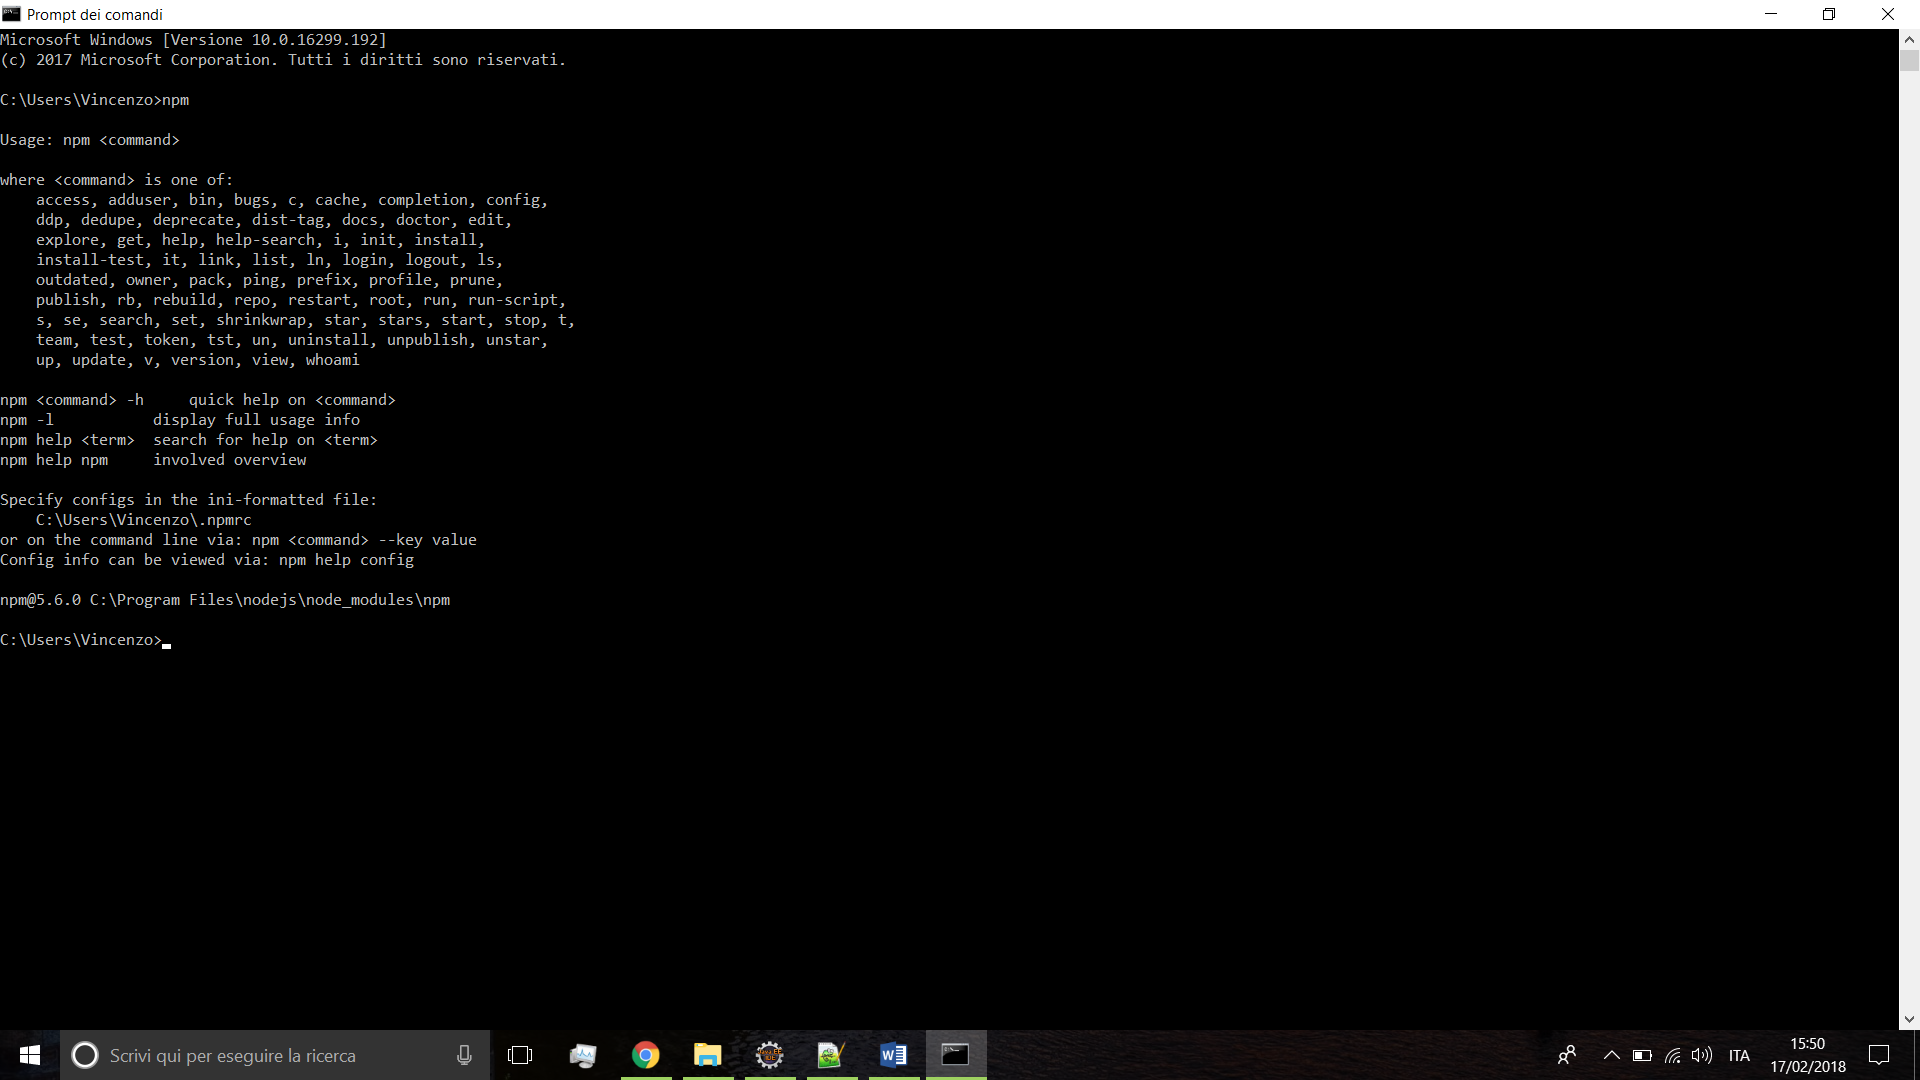 Prompt dei comandi
Microsoft Windows [Versione 10.0.16299.192]
(c) 2017 Microsoft Corporation. Tutti i diritti sono riservati.
C:\Users\Vincenzo>npm
Usage: npm <command>
where <command> is one of:
    access, adduser, bin, bugs, c, cache, completion, config,
    ddp, dedupe, deprecate, dist-tag, docs, doctor, edit,
    explore, get, help, help-search, i, init, install,
    install-test, it, link, list, ln, login, logout, ls,
    outdated, owner, pack, ping, prefix, profile, prune,
    publish, rb, rebuild, repo, restart, root, run, run-script,
    s, se, search, set, shrinkwrap, star, stars, start, stop, t,
    team, test, token, tst, un, uninstall, unpublish, unstar,
    up, update, v, version, view, whoami
npm <command> -h     quick help on <command>
npm -l           display full usage info
npm help <term>  search for help on <term>
npm help npm     involved overview
Specify configs in the ini-formatted file:
    C:\Users\Vincenzo\.npmrc
or on the command line via: npm <command> --key value
Config info can be viewed via: npm help config
npm@5.6.0 C:\Program Files\nodejs\node_modules\npm
C:\Users\Vincenzo>
Scrivi qui per eseguire la ricerca
ITA
15:50
17/02/2018